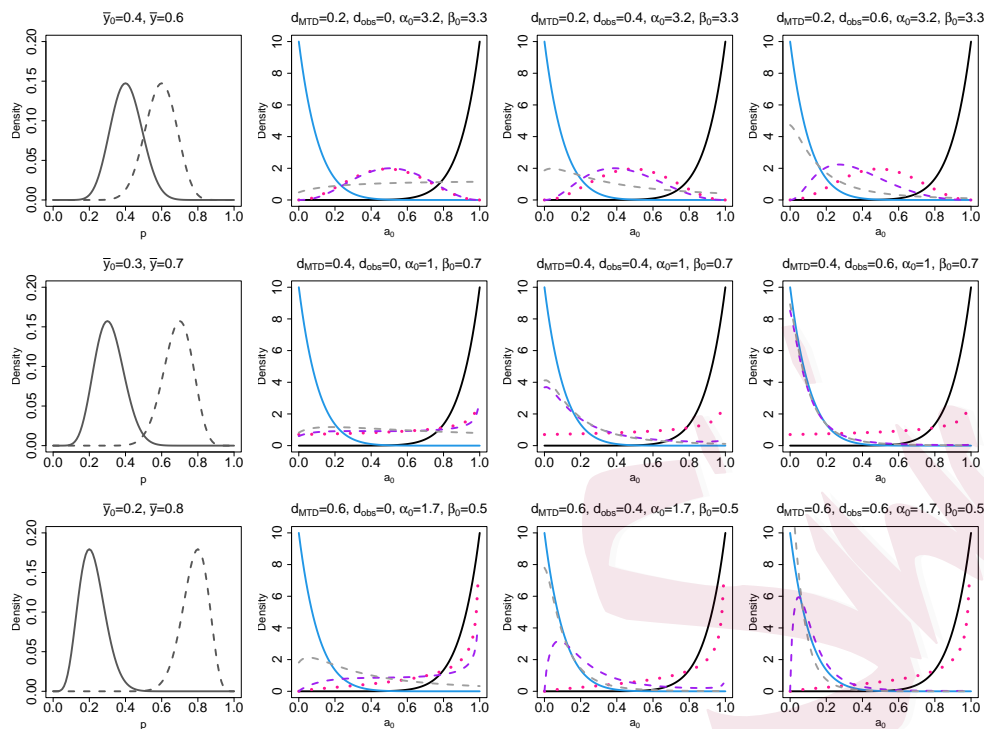 ȳ₀=0.4, ȳ=0.6
d_MTD=0.2, d_obs=0, α₀=3.2, β₀=3.3
d_MTD=0.2, d_obs=0.4, α₀=3.2, β₀=3.3
d_MTD=0.2, d_obs=0.6, α₀=3.2, β₀=3.3
Density
0.00 0.05 0.10 0.15 0.20
0.0 0.2 0.4 0.6 0.8 1.0
p
Density
0 2 4 6 8 10
0.0 0.2 0.4 0.6 0.8 1.0
a₀
Density
0 2 4 6 8 10
0.0 0.2 0.4 0.6 0.8 1.0
a₀
Density
0 2 4 6 8 10
0.0 0.2 0.4 0.6 0.8 1.0
a₀
ȳ₀=0.3, ȳ=0.7
d_MTD=0.4, d_obs=0, α₀=1, β₀=0.7
d_MTD=0.4, d_obs=0.4, α₀=1, β₀=0.7
d_MTD=0.4, d_obs=0.6, α₀=1, β₀=0.7
Density
0.00 0.05 0.10 0.15 0.20
0.0 0.2 0.4 0.6 0.8 1.0
p
Density
0 2 4 6 8 10
0.0 0.2 0.4 0.6 0.8 1.0
a₀
Density
0 2 4 6 8 10
0.0 0.2 0.4 0.6 0.8 1.0
a₀
Density
0 2 4 6 8 10
0.0 0.2 0.4 0.6 0.8 1.0
a₀
ȳ₀=0.2, ȳ=0.8
d_MTD=0.6, d_obs=0, α₀=1.7, β₀=0.5
d_MTD=0.6, d_obs=0.4, α₀=1.7, β₀=0.5
d_MTD=0.6, d_obs=0.6, α₀=1.7, β₀=0.5
Density
0.00 0.05 0.10 0.15 0.20
0.0 0.2 0.4 0.6 0.8 1.0
p
Density
0 2 4 6 8 10
0.0 0.2 0.4 0.6 0.8 1.0
a₀
Density
0 2 4 6 8 10
0.0 0.2 0.4 0.6 0.8 1.0
a₀
Density
0 2 4 6 8 10
0.0 0.2 0.4 0.6 0.8 1.0
a₀